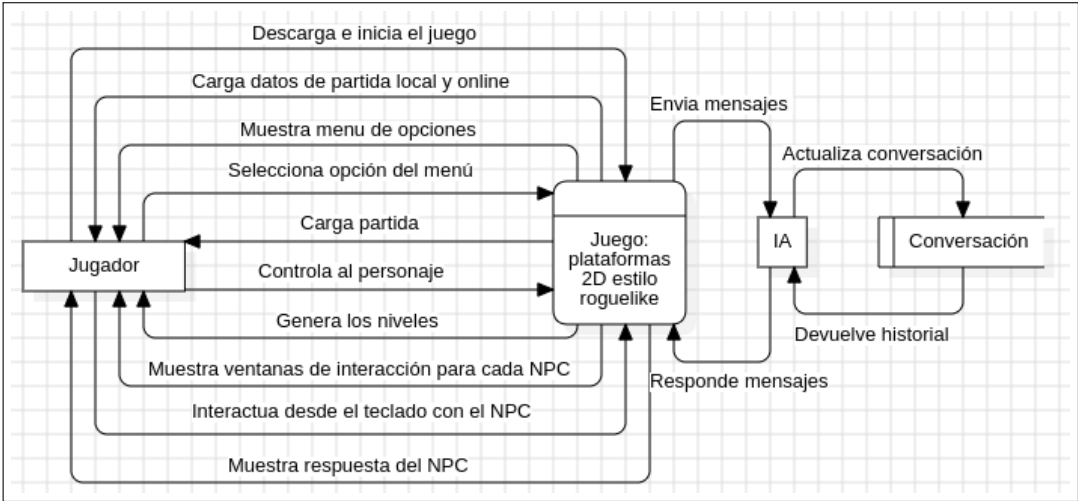 Descarga e inicia el juego
Carga datos de partida local y online
Muestra menu de opciones
Selecciona opción del menú
Carga partida
Jugador
Controla al personaje
Genera los niveles
Muestra ventanas de interacción para cada NPC
Interactua desde el teclado con el NPC
Muestra respuesta del NPC
Juego:
plataformas
2D estilo
roguelike
Envia mensajes
Responde mensajes
IA
Actualiza conversación
Conversación
Devuelve historial